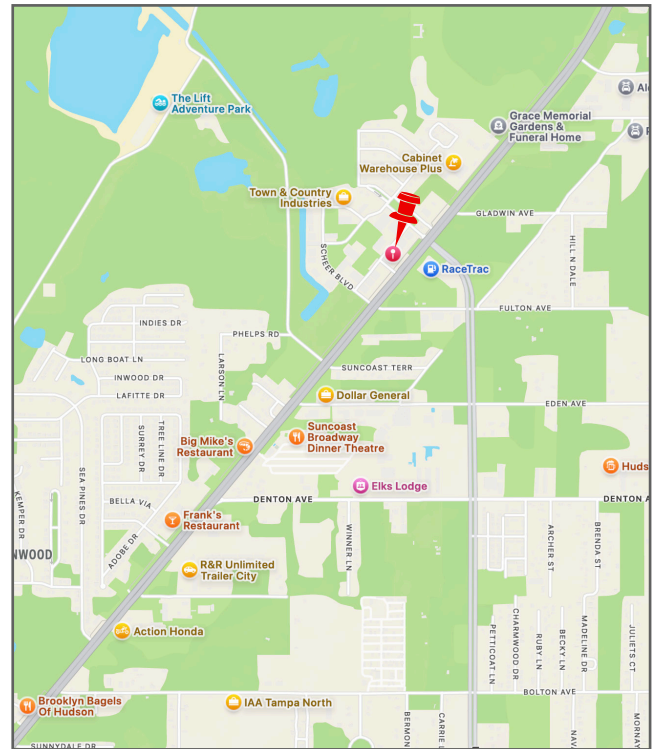 The Lift
Adventure Park
Al
Grace Memorial
Gardens &
Funeral Home
F
Cabinet
Warehouse Plus
Town & Country
Industries
GLADWIN AVE
HILL N DALE
SCHEER BLVD
RaceTrac
FULTON AVE
INDIES DR
PHELPS RD
LONG BOAT LN
INWOOD DR
LAFITTE DR
LARSON LN
SUNCOAST TERR
Dollar General
EDEN AVE
TREE LINE DR
SURREY DR
Big Mike's
Restaurant
Suncoast
Broadway
Dinner Theatre
Huds
SEA PINES DR
KEMPER DR
Elks Lodge
BELLA VIA
DENTON AVE
DENTON A
Frank's
Restaurant
ADOBE DR
WINNER LN
ARCHER ST
BRENDA ST
NWOOD
R&R Unlimited
Trailer City
Action Honda
PETTICOAT LN
CHARMWOOD DR
RUBY LN
BECKY LN
MADELINE DR
JULIETS CT
BOLTON AVE
Brooklyn Bagels
Of Hudson
IAA Tampa North
BERMON
CARRIE L
NAV
MORNAY
SUNNYDALE DR